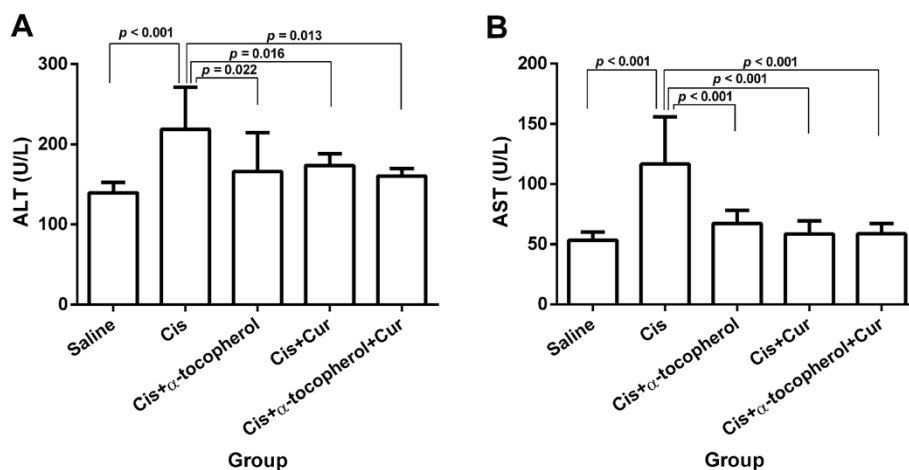 A
p < 0.001
p = 0.013
p = 0.016
p = 0.022
300
200
100
0
ALT (U/L)
Saline
Cis
Cis+α-tocopherol
Cis+Cur
Cis+α-tocopherol+Cur
Group
B
p < 0.001
p < 0.001
p < 0.001
p < 0.001
200
150
100
50
0
AST (U/L)
Saline
Cis
Cis+α-tocopherol
Cis+Cur
Cis+α-tocopherol+Cur
Group